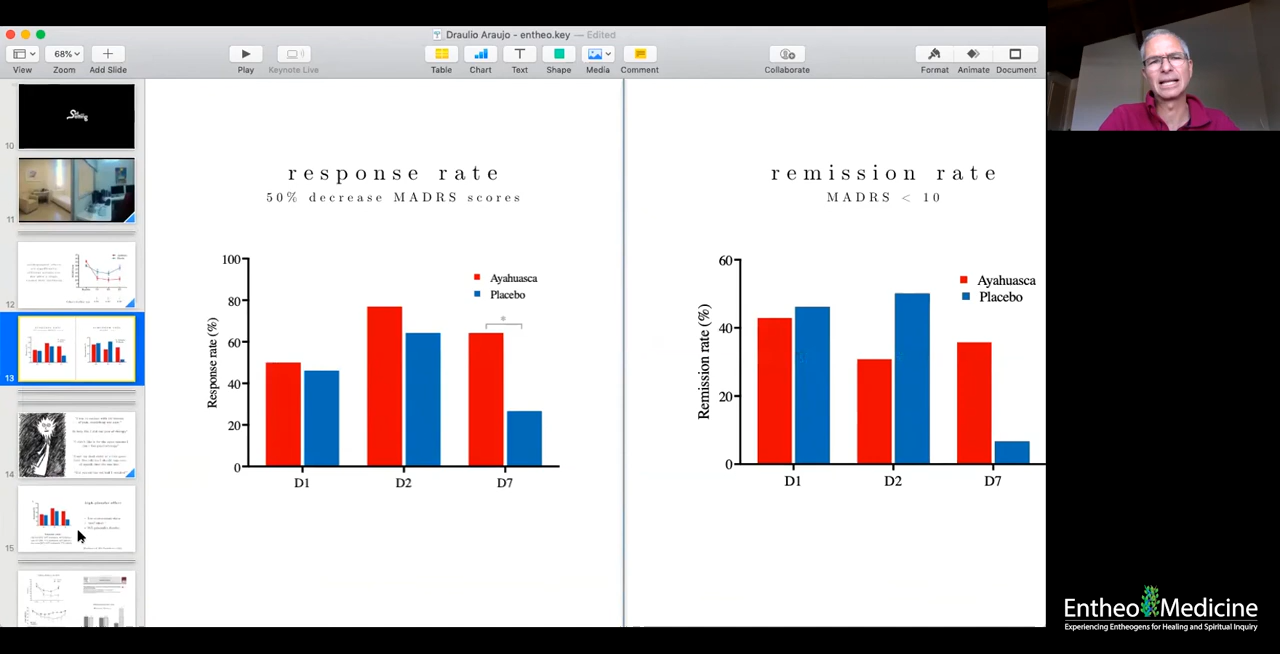 Draulio Araujo - entheo.key — Edited
68%
View
Zoom
Add Slide
Play
Keynote Live
Table
Chart
Text
Shape
Media
Comment
Collaborate
Format
Animate
Document
10
11
12
13
14
15
response rate
50% decrease MADRS scores
Response rate (%)
100
80
60
40
20
0
Ayahuasca
Placebo
*
D1
D2
D7
remission rate
MADRS < 10
Remission rate (%)
60
40
20
0
Ayahuasca
Placebo
D1
D2
D7
EntheoMedicine
Experiencing Entheogens for Healing and Spiritual Inquiry